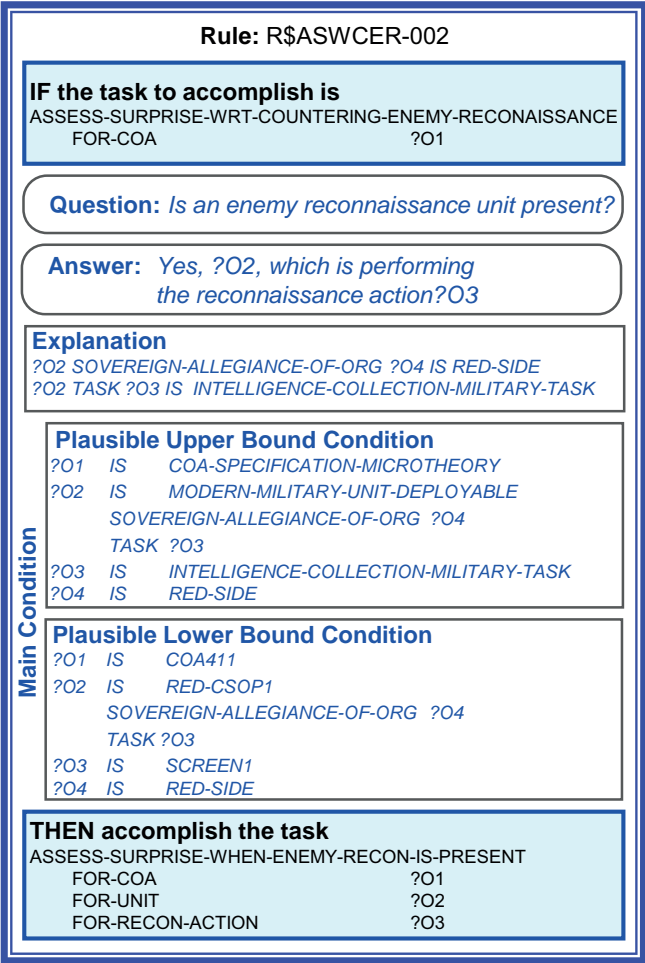 Rule: R$ASWCER-002
IF the task to accomplish is
ASSESS-SURPRISE-WRT-COUNTERING-ENEMY-RECONAISSANCE
FOR-COA ?O1
Question: Is an enemy reconnaissance unit present?
Answer: Yes, ?O2, which is performing
the reconnaissance action?O3
Explanation
?O2 SOVEREIGN-ALLEGIANCE-OF-ORG ?O4 IS RED-SIDE
?O2 TASK ?O3 IS INTELLIGENCE-COLLECTION-MILITARY-TASK
Main Condition
Plausible Upper Bound Condition
?O1 IS COA-SPECIFICATION-MICROTHEORY
?O2 IS MODERN-MILITARY-UNIT-DEPLOYABLE
SOVEREIGN-ALLEGIANCE-OF-ORG ?O4
TASK ?O3
?O3 IS INTELLIGENCE-COLLECTION-MILITARY-TASK
?O4 IS RED-SIDE
Plausible Lower Bound Condition
?O1 IS COA411
?O2 IS RED-CSOP1
SOVEREIGN-ALLEGIANCE-OF-ORG ?O4
TASK ?O3
?O3 IS SCREEN1
?O4 IS RED-SIDE
THEN accomplish the task
ASSESS-SURPRISE-WHEN-ENEMY-RECON-IS-PRESENT
FOR-COA ?O1
FOR-UNIT ?O2
FOR-RECON-ACTION ?O3